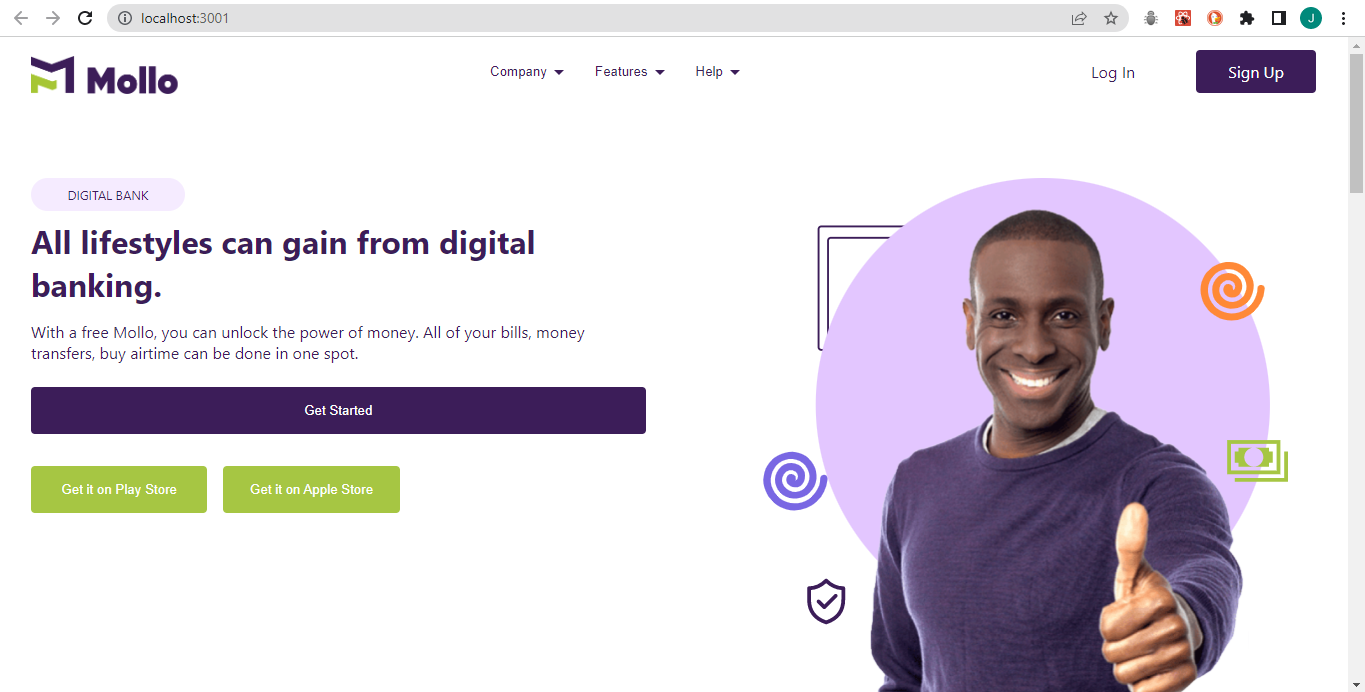 localhost:3001
J
Mollo
Company
Features
Help
Log In
Sign Up
DIGITAL BANK
All lifestyles can gain from digital
banking.
With a free Mollo, you can unlock the power of money. All of your bills, money
transfers, buy airtime can be done in one spot.
Get Started
Get it on Play Store
Get it on Apple Store